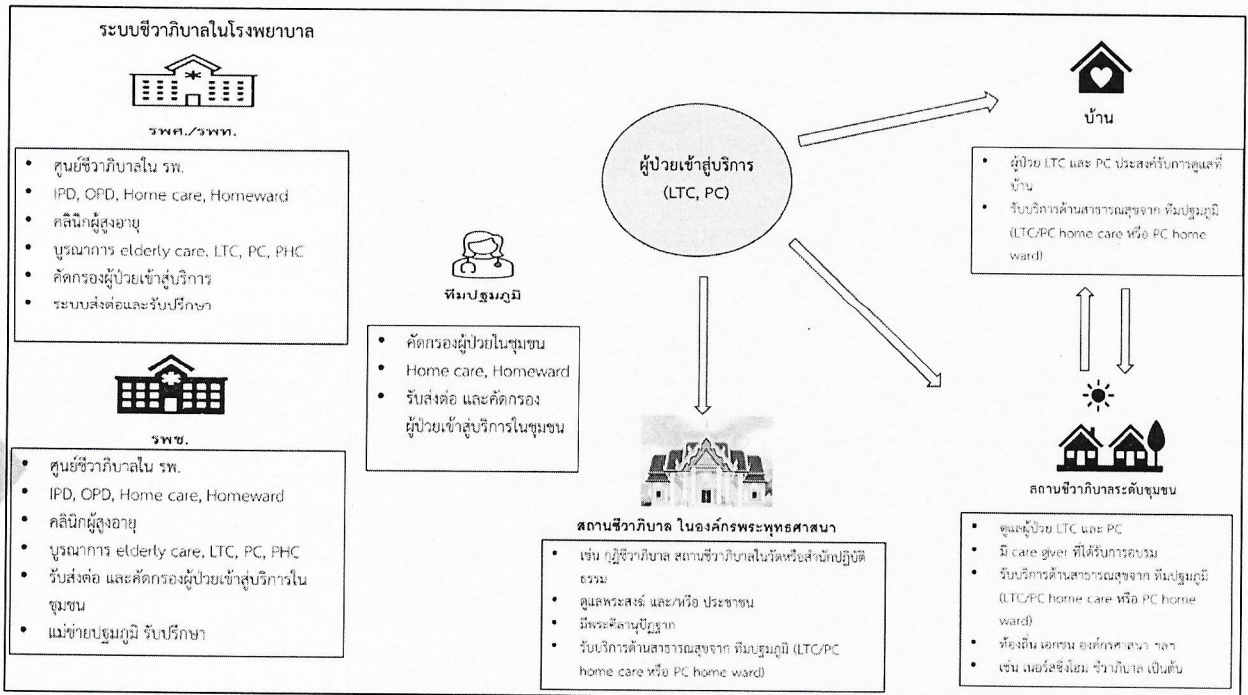 ระบบชีวาภิบาลในโรงพยาบาล
รพศ./รพท.
• ศูนย์ชีวาภิบาลใน รพ.
• IPD, OPD, Home care, Homeward
• คลินิกผู้สูงอายุ
• บูรณาการ elderly care, LTC, PC, PHC
• คัดกรองผู้ป่วยเข้าสู่บริการ
• ระบบส่งต่อและรับปรึกษา
รพช.
• ศูนย์ชีวาภิบาลใน รพ.
• IPD, OPD, Home care, Homeward
• คลินิกผู้สูงอายุ
• บูรณาการ elderly care, LTC, PC, PHC
• รับส่งต่อ และคัดกรองผู้ป่วยเข้าสู่บริการใน
ชุมชน
• แม่ข่ายปฐมภูมิ รับปรึกษา
ทีมปฐมภูมิ
• คัดกรองผู้ป่วยในชุมชน
• Home care, Homeward
• รับส่งต่อ และคัดกรอง
ผู้ป่วยเข้าสู่บริการในชุมชน
ผู้ป่วยเข้าสู่บริการ
(LTC, PC)
สถานชีวาภิบาล ในองค์กรพระพุทธศาสนา
• เช่น กุฏิชีวาภิบาล สถานชีวาภิบาลในวัดหรือสำนักปฏิบัติ
ธรรม
• ดูแลพระสงฆ์ และ/หรือ ประชาชน
• มีพระคิลานุปัฏฐาก
• รับบริการด้านสาธารณสุขจาก ทีมปฐมภูมิ (LTC/PC
home care หรือ PC home ward)
บ้าน
• ผู้ป่วย LTC และ PC ประสงค์รับการดูแลที่
บ้าน
• รับบริการด้านสาธารณสุขจาก ทีมปฐมภูมิ
(LTC/PC home care หรือ PC home
ward)
สถานชีวาภิบาลระดับชุมชน
• ดูแลผู้ป่วย LTC และ PC
• มี care giver ที่ได้รับการอบรม
• รับบริการด้านสาธารณสุขจาก ทีมปฐมภูมิ
(LTC/PC home care หรือ PC home
ward)
• ท้องถิ่น เอกชน องค์กรศาสนา ฯลฯ
• เช่น เนอร์สซิ่งโฮม ชีวาภิบาล เป็นต้น